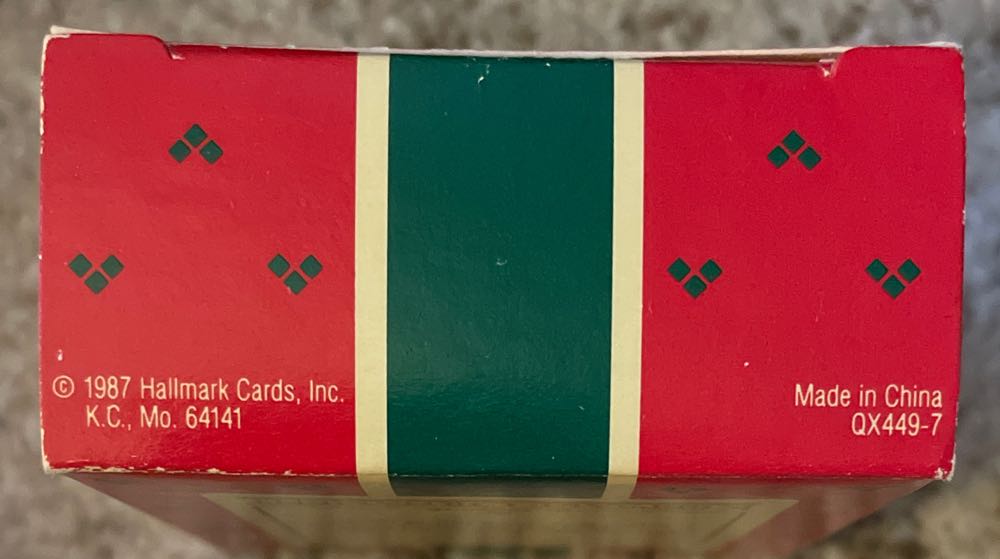 © 1987 Hallmark Cards, Inc.
K.C., Mo. 64141
Made in China
QX449-7